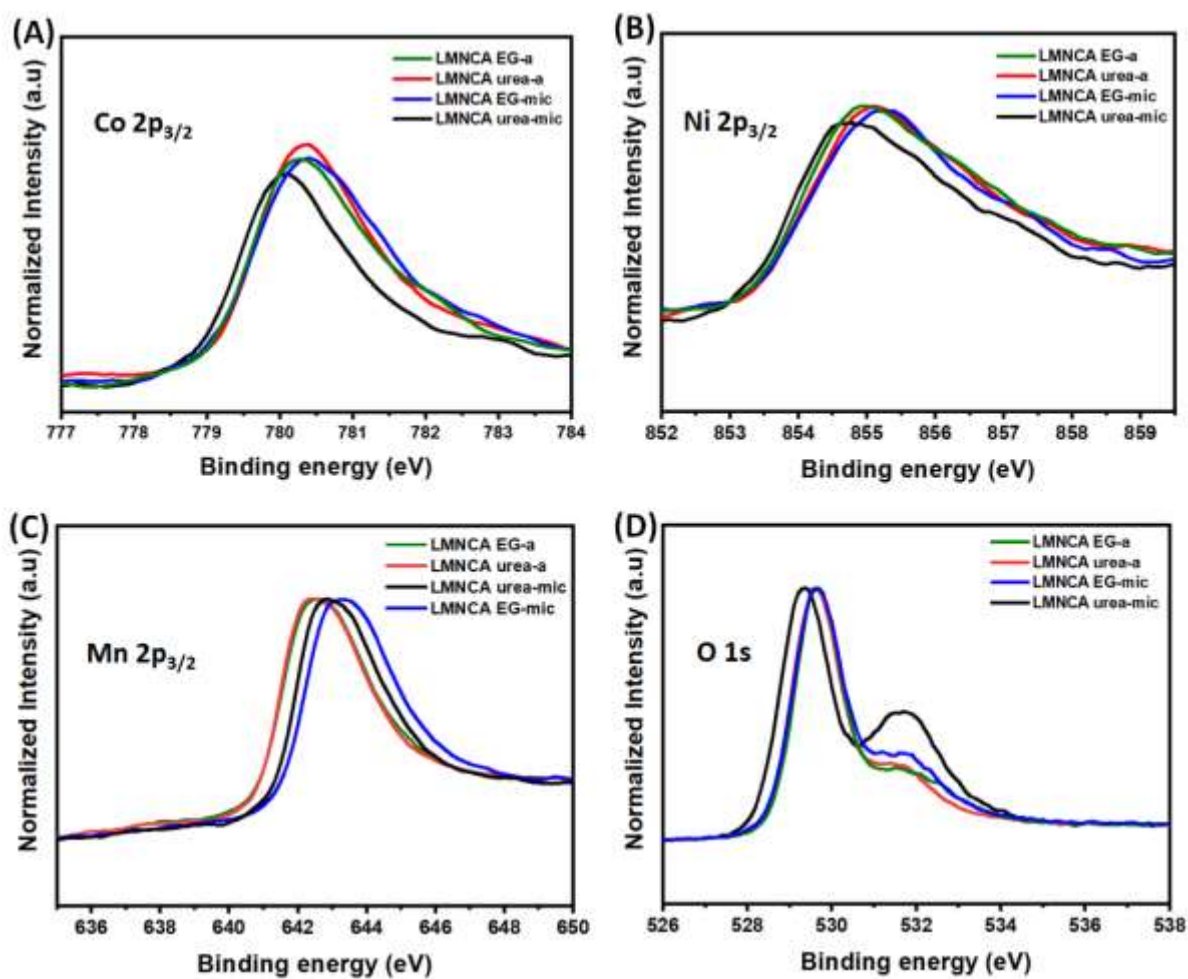 (A)
LMNCA EG-a
LMNCA urea-a
LMNCA EG-mic
LMNCA urea-mic
Co 2p3/2
Normalized Intensity (a.u)
777 778 779 780 781 782 783 784
Binding energy (eV)
(B)
LMNCA EG-a
LMNCA urea-a
LMNCA EG-mic
LMNCA urea-mic
Ni 2p3/2
Normalized Intensity (a.u)
852 853 854 855 856 857 858 859
Binding energy (eV)
(C)
LMNCA EG-a
LMNCA urea-a
LMNCA urea-mic
LMNCA EG-mic
Mn 2p3/2
Normalized Intensity (a.u)
636 638 640 642 644 646 648 650
Binding energy (eV)
(D)
LMNCA EG-a
LMNCA urea-a
LMNCA EG-mic
LMNCA urea-mic
O 1s
Normalized Intensity (a.u)
526 528 530 532 534 536 538
Binding energy (eV)